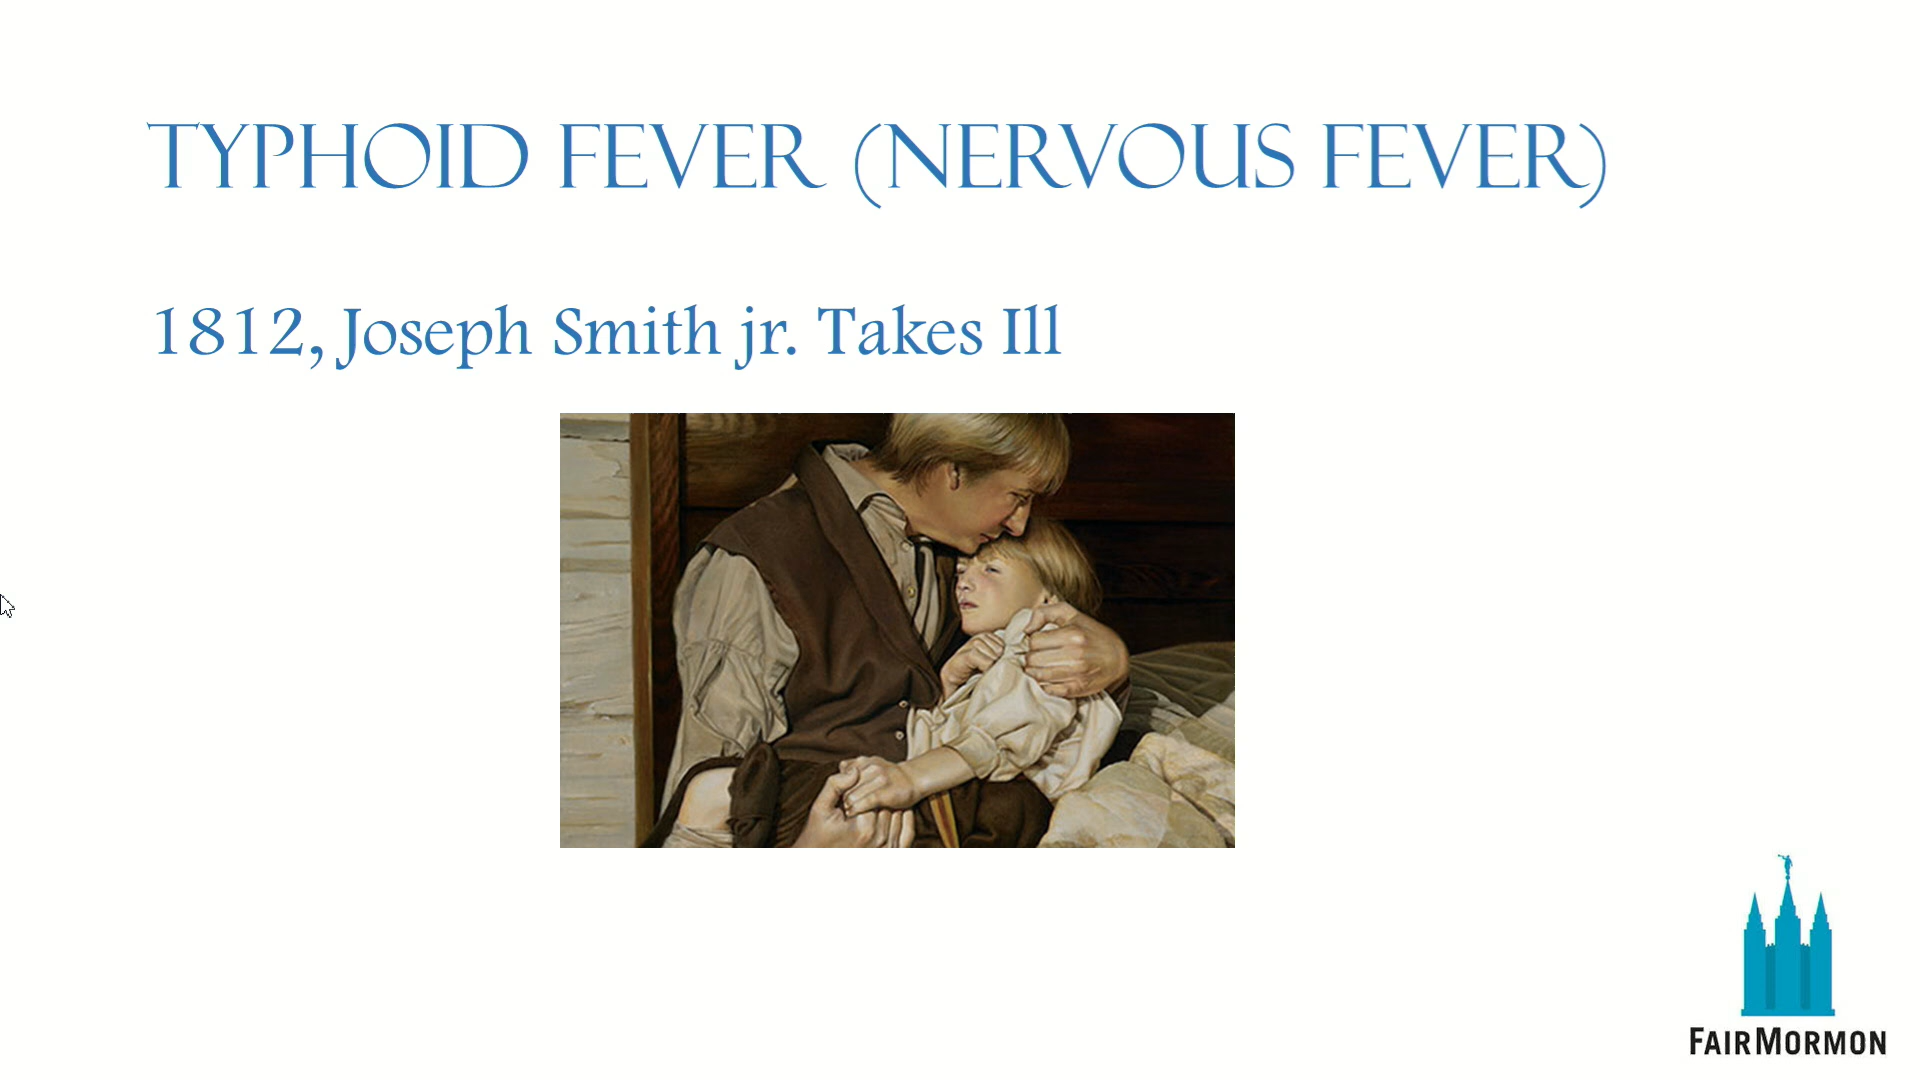 TYPHOID FEVER (NERVOUS FEVER)
1812, Joseph Smith jr. Takes Ill
FAIRMORMON